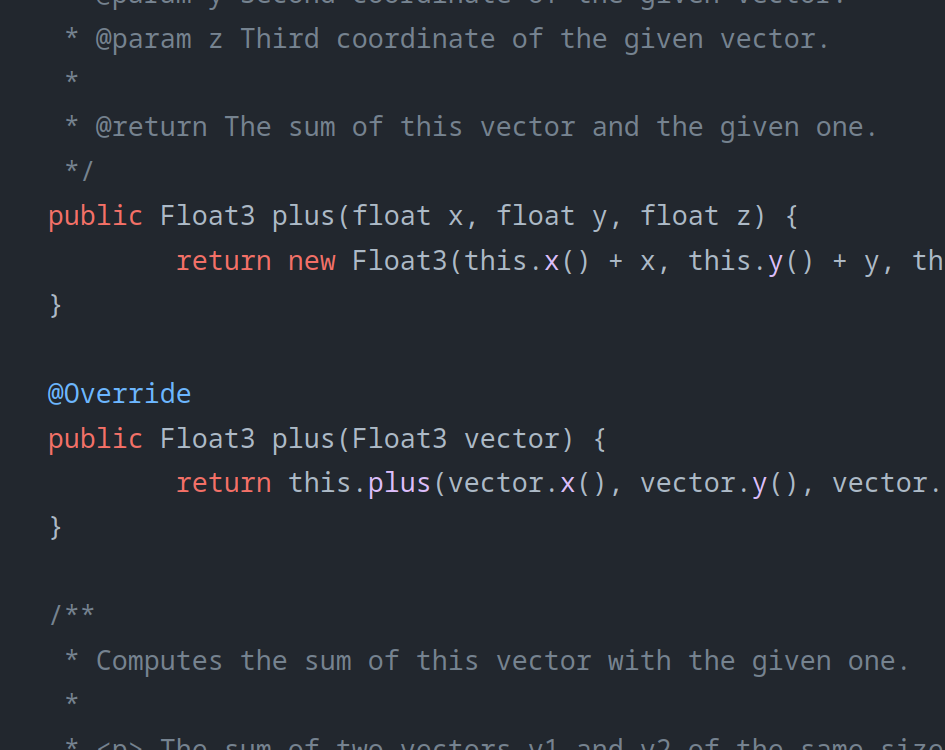 * @param y Second coordinate of the given vector.
* @param z Third coordinate of the given vector.
*
* @return The sum of this vector and the given one.
*/
public Float3 plus(float x, float y, float z) {
return new Float3(this.x() + x, this.y() + y, th
}
@Override
public Float3 plus(Float3 vector) {
return this.plus(vector.x(), vector.y(), vector.
}
/**
* Computes the sum of this vector with the given one.
*
* <p> The sum of two vectors v1 and v2 of the same size